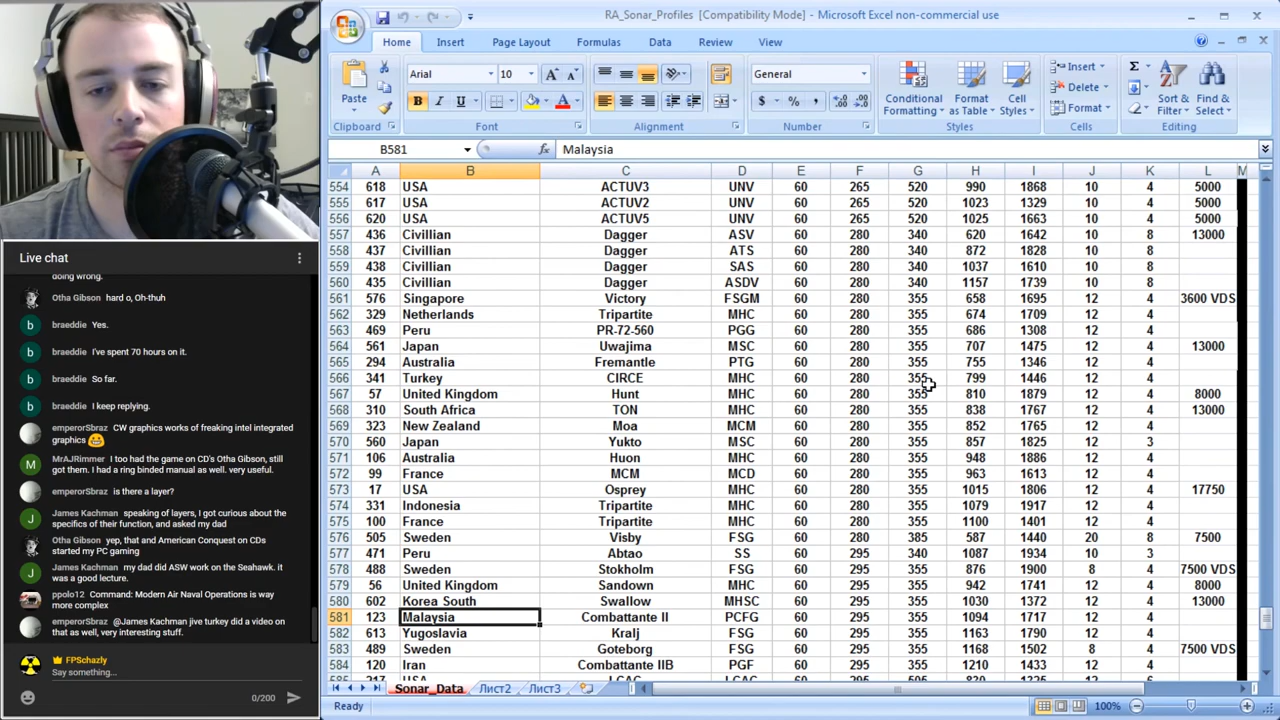 RA_Sonar_Profiles [Compatibility Mode] - Microsoft Excel non-commercial use
Home Insert Page Layout Formulas Data Review View
Paste
Clipboard
Arial 10
B I U
Font
Alignment
General
$ % ,
Number
Conditional Formatting
Format as Table
Cell Styles
Styles
Insert
Delete
Format
Cells
Σ
Sort & Filter
Find & Select
Editing
B581 fx Malaysia
A B C D E F G H I J K L M
554 618 USA ACTUV3 UNV 60 265 520 990 1868 10 4 5000
555 617 USA ACTUV2 UNV 60 265 520 1023 1329 10 4 5000
556 620 USA ACTUV5 UNV 60 265 520 1025 1663 10 4 5000
557 436 Civillian Dagger ASV 60 280 340 620 1642 10 8 13000
558 437 Civillian Dagger ATS 60 280 340 872 1828 10 8
559 438 Civillian Dagger SAS 60 280 340 1037 1610 10 8
560 435 Civillian Dagger ASDV 60 280 340 1157 1739 10 8
561 576 Singapore Victory FSGM 60 280 355 658 1695 12 4 3600 VDS
562 329 Netherlands Tripartite MHC 60 280 355 674 1709 12 4
563 469 Peru PR-72-560 PGG 60 280 355 686 1308 12 4
564 561 Japan Uwajima MSC 60 280 355 707 1475 12 4 13000
565 294 Australia Fremantle PTG 60 280 355 755 1346 12 4
566 341 Turkey CIRCE MHC 60 280 355 799 1446 12 4
567 57 United Kingdom Hunt MHC 60 280 355 810 1879 12 4 8000
568 310 South Africa TON MHC 60 280 355 838 1767 12 4 13000
569 323 New Zealand Moa MCM 60 280 355 852 1765 12 4
570 560 Japan Yukto MSC 60 280 355 857 1825 12 3
571 106 Australia Huon MHC 60 280 355 948 1886 12 4
572 99 France MCM MCD 60 280 355 963 1613 12 4
573 17 USA Osprey MHC 60 280 355 1015 1806 12 4 17750
574 331 Indonesia Tripartite MHC 60 280 355 1079 1917 12 4
575 100 France Tripartite MHC 60 280 355 1100 1401 12 4
576 505 Sweden Visby FSG 60 280 385 587 1440 20 8 7500
577 471 Peru Abtao SS 60 295 340 1087 1934 10 3
578 488 Sweden Stokholm FSG 60 295 355 876 1900 8 4 7500 VDS
579 56 United Kingdom Sandown MHC 60 295 355 942 1741 12 4 8000
580 602 Korea South Swallow MHSC 60 295 355 1030 1372 12 4 13000
581 123 Malaysia Combattante II PCFG 60 295 355 1094 1717 12 4
582 613 Yugoslavia Kralj FSG 60 295 355 1163 1790 12 4
583 489 Sweden Goteborg FSG 60 295 355 1168 1502 8 4 7500 VDS
584 120 Iran Combattante IIB PGF 60 295 355 1210 1433 12 4
Sonar_Data Лист2 Лист3
Ready 100%
Live chat
doing wrong.
Otha Gibson hard o, Oh-thuh
braeddie Yes.
braeddie I've spent 70 hours on it.
braeddie So far.
braeddie I keep replying.
emperorSbraz CW graphics works of freaking intel integrated
graphics
MrAJRimmer I too had the game on CD's Otha Gibson, still
got them. I had a ring binded manual as well. very useful.
emperorSbraz is there a layer?
James Kachman speaking of layers, I got curious about the
specifics of their function, and asked my dad
Otha Gibson yep, that and American Conquest on CDs
started my PC gaming
James Kachman my dad did ASW work on the Seahawk. it
was a good lecture.
ppolo12 Command: Modern Air Naval Operations is way
more complex
emperorSbraz @James Kachman jive turkey did a video on
that as well, very interesting stuff.
FPSchazly
Say something...
0/200